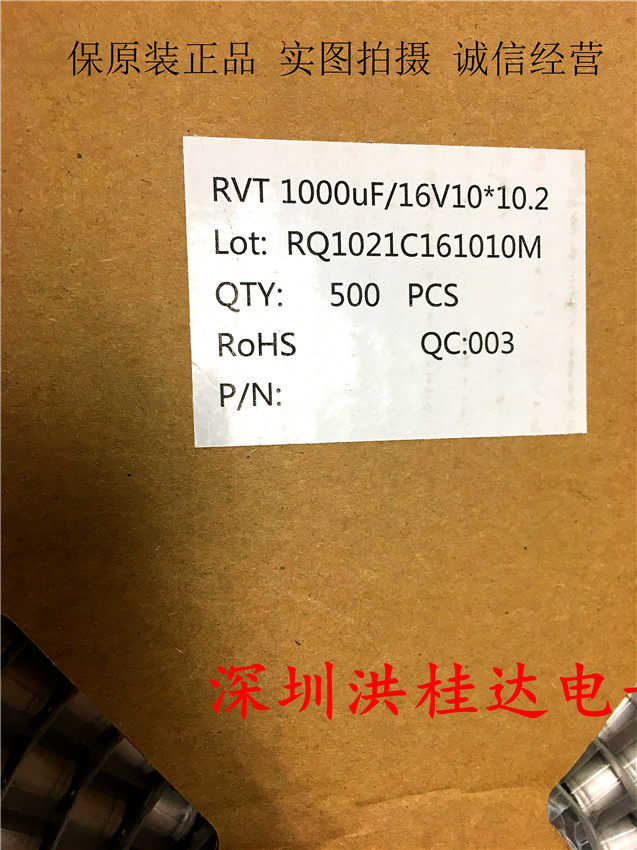 保原装正品 实图拍摄 诚信经营
RVT 1000uF/16V10*10.2
Lot: RQ1021C161010M
QTY: 500 PCS
RoHS QC:003
P/N:
深圳洪桂达电